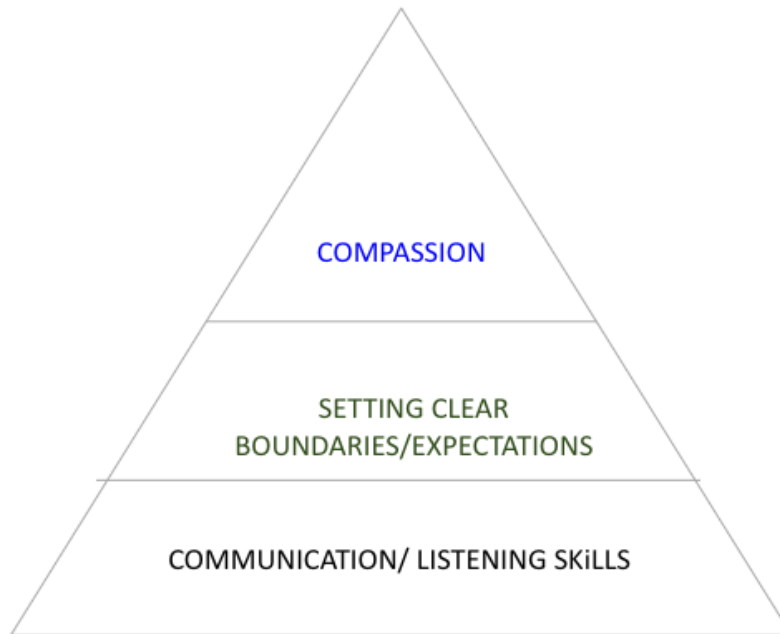 COMPASSION
SETTING CLEAR
BOUNDARIES/EXPECTATIONS
COMMUNICATION/ LISTENING SKiLLS